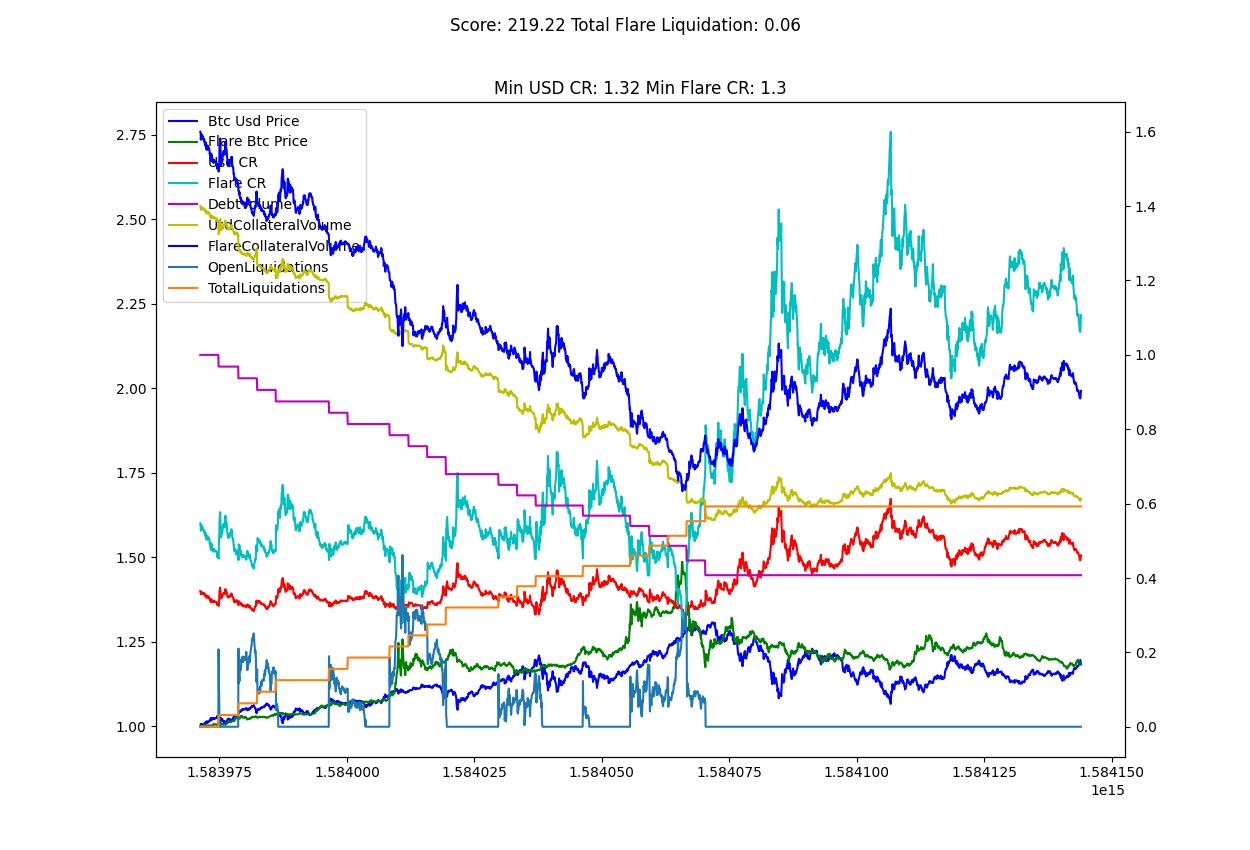 Score: 219.22 Total Flare Liquidation: 0.06
Min USD CR: 1.32 Min Flare CR: 1.3
Btc Usd Price
Flare Btc Price
Usd CR
Flare CR
DebtVolume
UsdCollateralVolume
FlareCollateralVolume
OpenLiquidations
TotalLiquidations
2.75
2.50
2.25
2.00
1.75
1.50
1.25
1.00
1.6
1.4
1.2
1.0
0.8
0.6
0.4
0.2
0.0
1.583975 1.584000 1.584025 1.584050 1.584075 1.584100 1.584125 1.584150
1e15